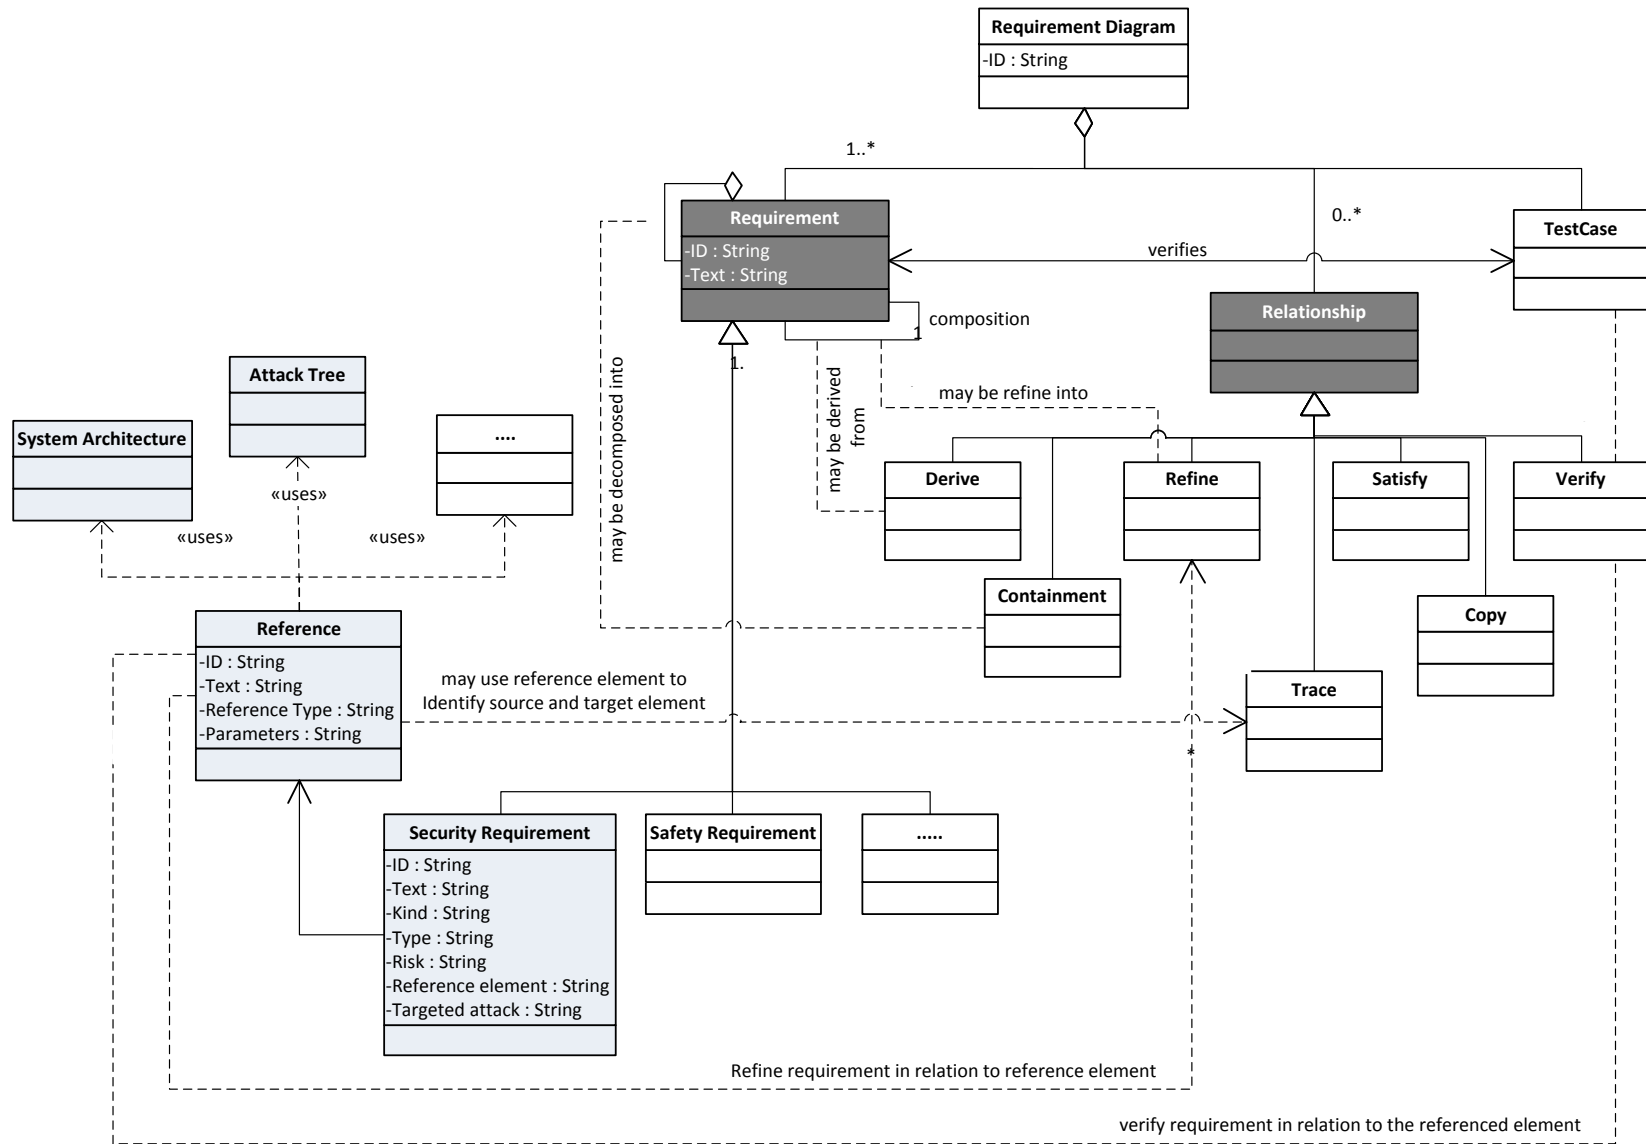 Requirement Diagram
-ID : String
1..*
Requirement
-ID : String
-Text : String
0..*
TestCase
verifies
Relationship
composition
1
1.
may be decomposed into
may be derived
from
may be refine into
Attack Tree
System Architecture
....
«uses»
«uses»
«uses»
Derive
Refine
Satisfy
Verify
Containment
Copy
Reference
-ID : String
-Text : String
-Reference Type : String
-Parameters : String
may use reference element to
Identify source and target element
Trace
*
Security Requirement
-ID : String
-Text : String
-Kind : String
-Type : String
-Risk : String
-Reference element : String
-Targeted attack : String
Safety Requirement
.....
Refine requirement in relation to reference element
verify requirement in relation to the referenced element